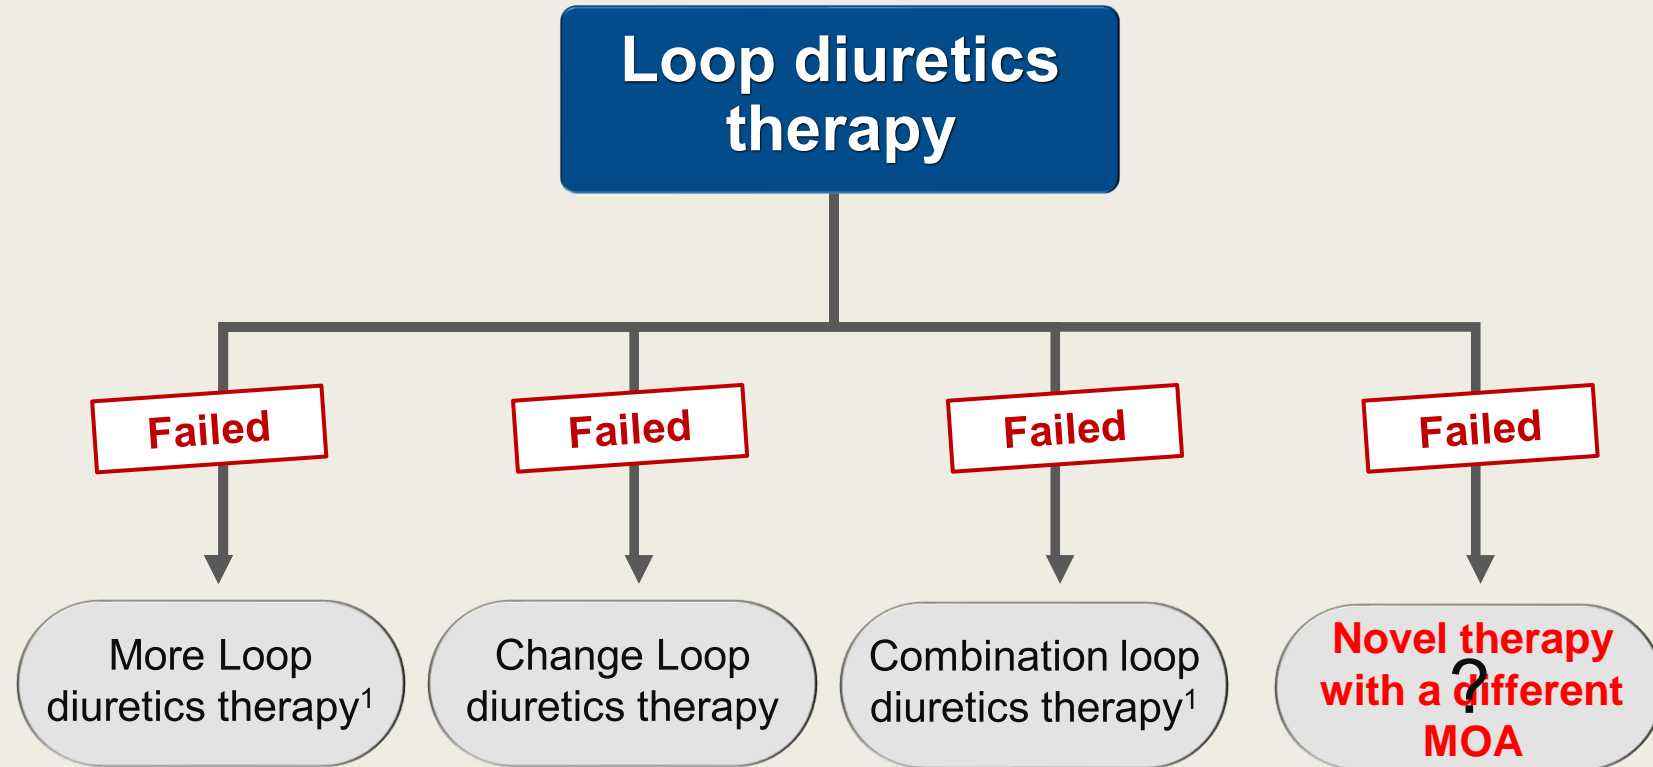 Loop diuretics
therapy
Failed
Failed
Failed
Failed
More Loop
diuretics therapy¹
Change Loop
diuretics therapy
Combination loop
diuretics therapy¹
Novel therapy
with a different
MOA
?